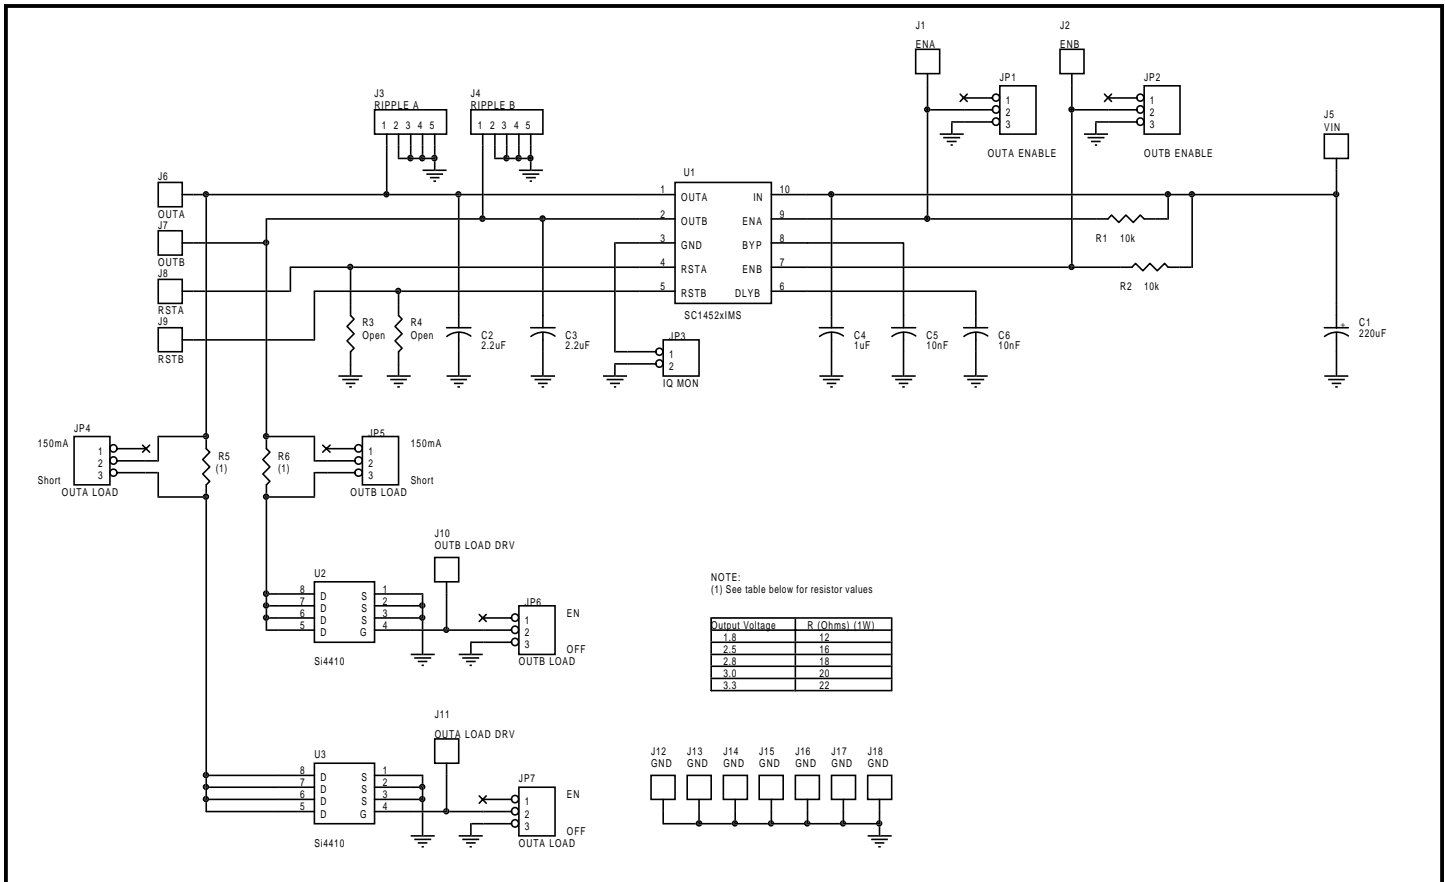 J1
ENA
J2
ENB
JP1
1
2
3
OUTA ENABLE
JP2
1
2
3
OUTB ENABLE
J3
RIPPLE A
1 2 3 4 5
J4
RIPPLE B
1 2 3 4 5
J5
VIN
J6
OUTA
J7
OUTB
J8
RSTA
J9
RSTB
U1
1 OUTA IN 10
2 OUTB ENA 9
3 GND BYP 8
4 RSTA ENB 7
5 RSTB DLYB 6
SC1452xIMS
R1 10k
R2 10k
R3
Open
R4
Open
C2
2.2uF
C3
2.2uF
JP3
1
2
IQ MON
C4
1uF
C5
10nF
C6
10nF
+
C1
220uF
JP4
150mA
1
2
3
Short
OUTA LOAD
R5
(1)
R6
(1)
JP5
150mA
1
2
3
Short
OUTB LOAD
J10
OUTB LOAD DRV
U2
8 D S 1
7 D S 2
6 D S 3
5 D G 4
Si4410
JP6
EN
1
2
3
OFF
OUTB LOAD
NOTE:
(1) See table below for resistor values
Output Voltage R (Ohms) (1W)
1.8 12
2.5 16
2.8 18
3.0 20
3.3 22
J11
OUTA LOAD DRV
U3
8 D S 1
7 D S 2
6 D S 3
5 D G 4
Si4410
JP7
EN
1
2
3
OFF
OUTA LOAD
J12 J13 J14 J15 J16 J17 J18
GND GND GND GND GND GND GND